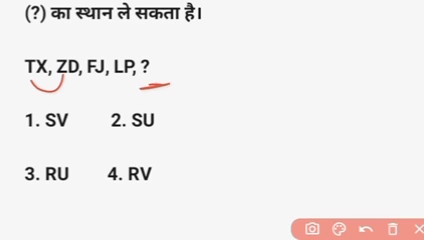 (?) का स्थान ले सकता है।
TX, ZD, FJ, LP, ?
1. SV 2. SU
3. RU 4. RV